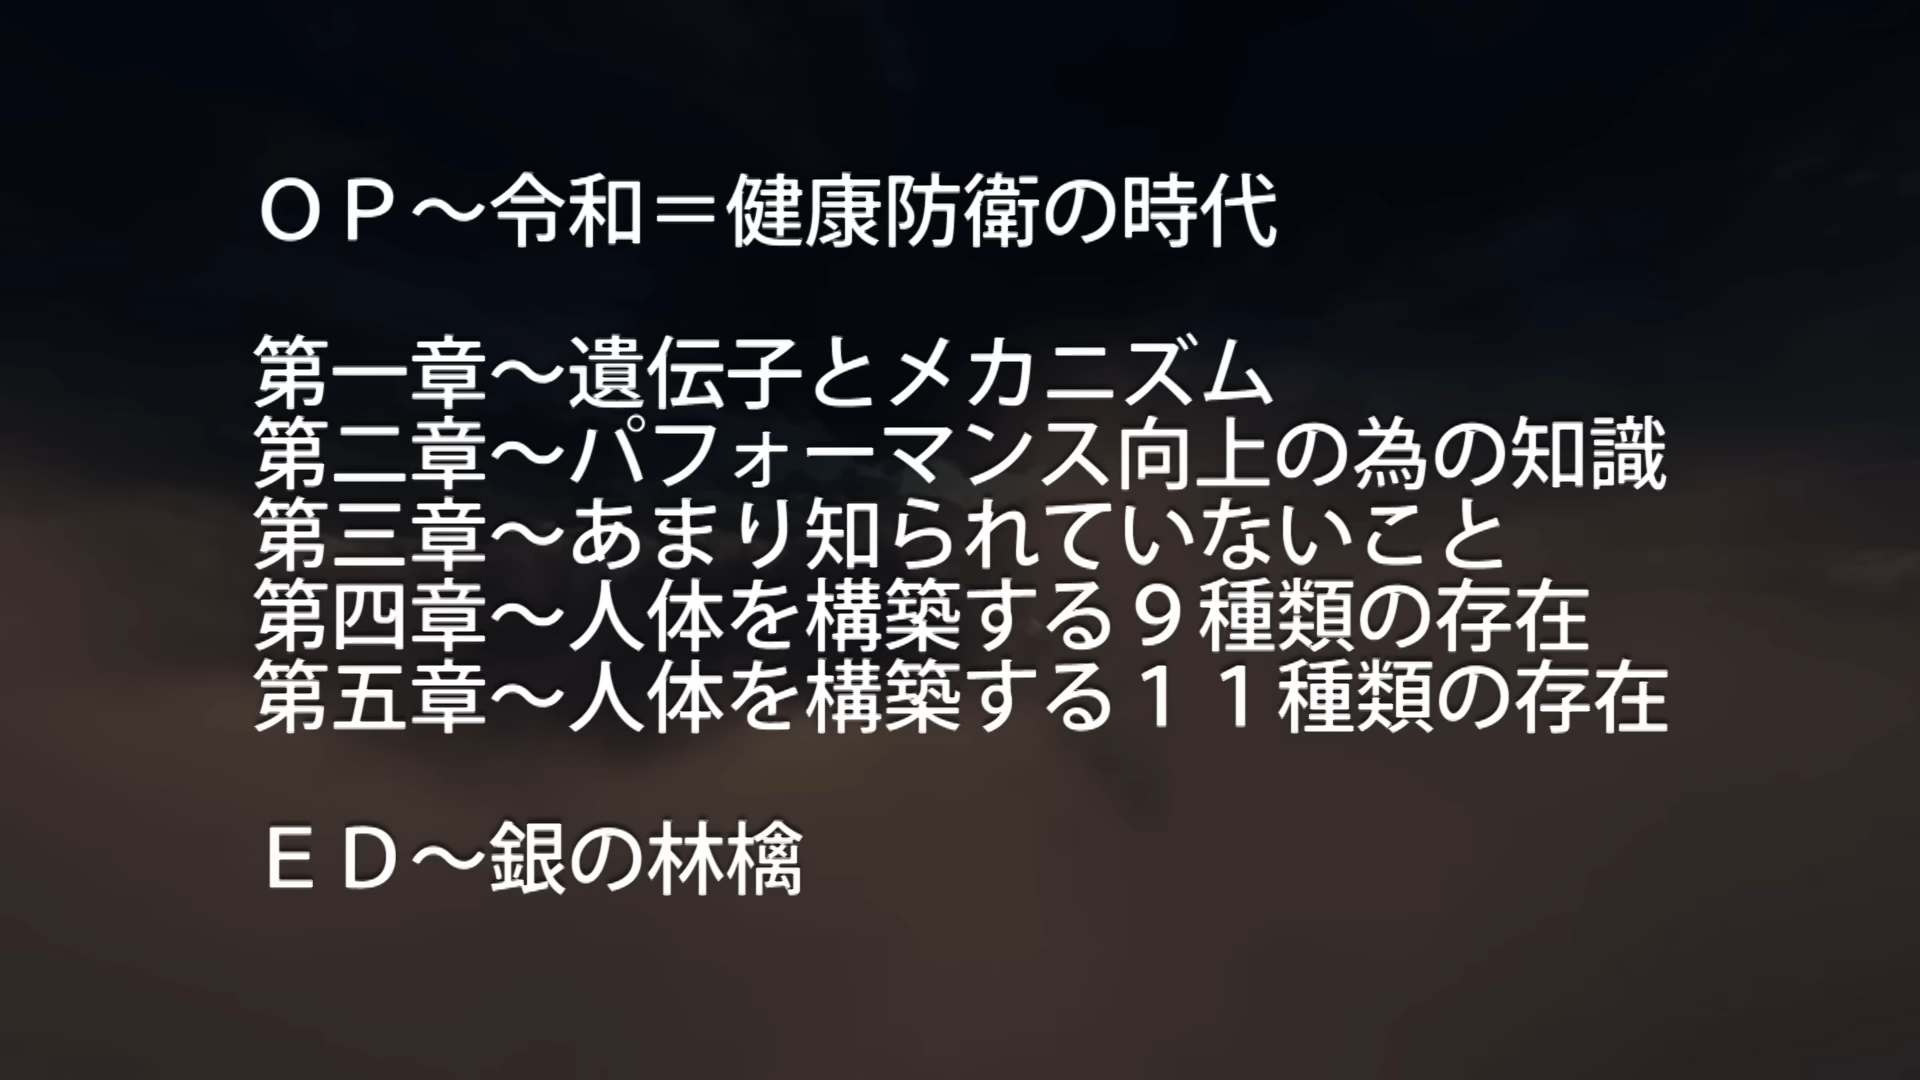 ＯＰ～令和＝健康防衛の時代
第一章～遺伝子とメカニズム
第二章～パフォーマンス向上の為の知識
第三章～あまり知られていないこと
第四章～人体を構築する９種類の存在
第五章～人体を構築する１１種類の存在
ＥＤ～銀の林檎